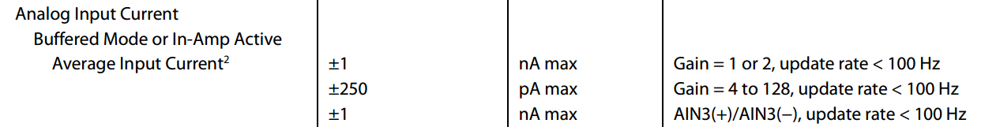 Analog Input Current
Buffered Mode or In-Amp Active
Average Input Current² ±1 nA max Gain = 1 or 2, update rate < 100 Hz
±250 pA max Gain = 4 to 128, update rate < 100 Hz
±1 nA max AIN3(+)/AIN3(−), update rate < 100 Hz